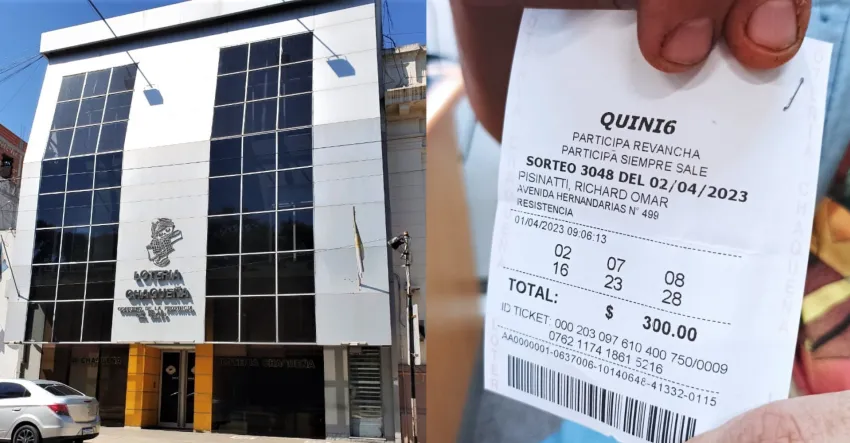 LOTERIA
CHAQUEÑA
QUINI6
PARTICIPA REVANCHA
PARTICIPA SIEMPRE SALE
SORTEO 3048 DEL 02/04/2023
PISINATTI, RICHARD OMAR
AVENIDA HERNANDARIAS N° 499
RESISTENCIA
01/04/2023 09:06:13
02 07 08
16 23 28
TOTAL: $ 300.00
ID TICKET: 000 203 097 610 400 750/0009
0762 1174 1861 5216
AA0000001-0637006-10140648-41332-0115